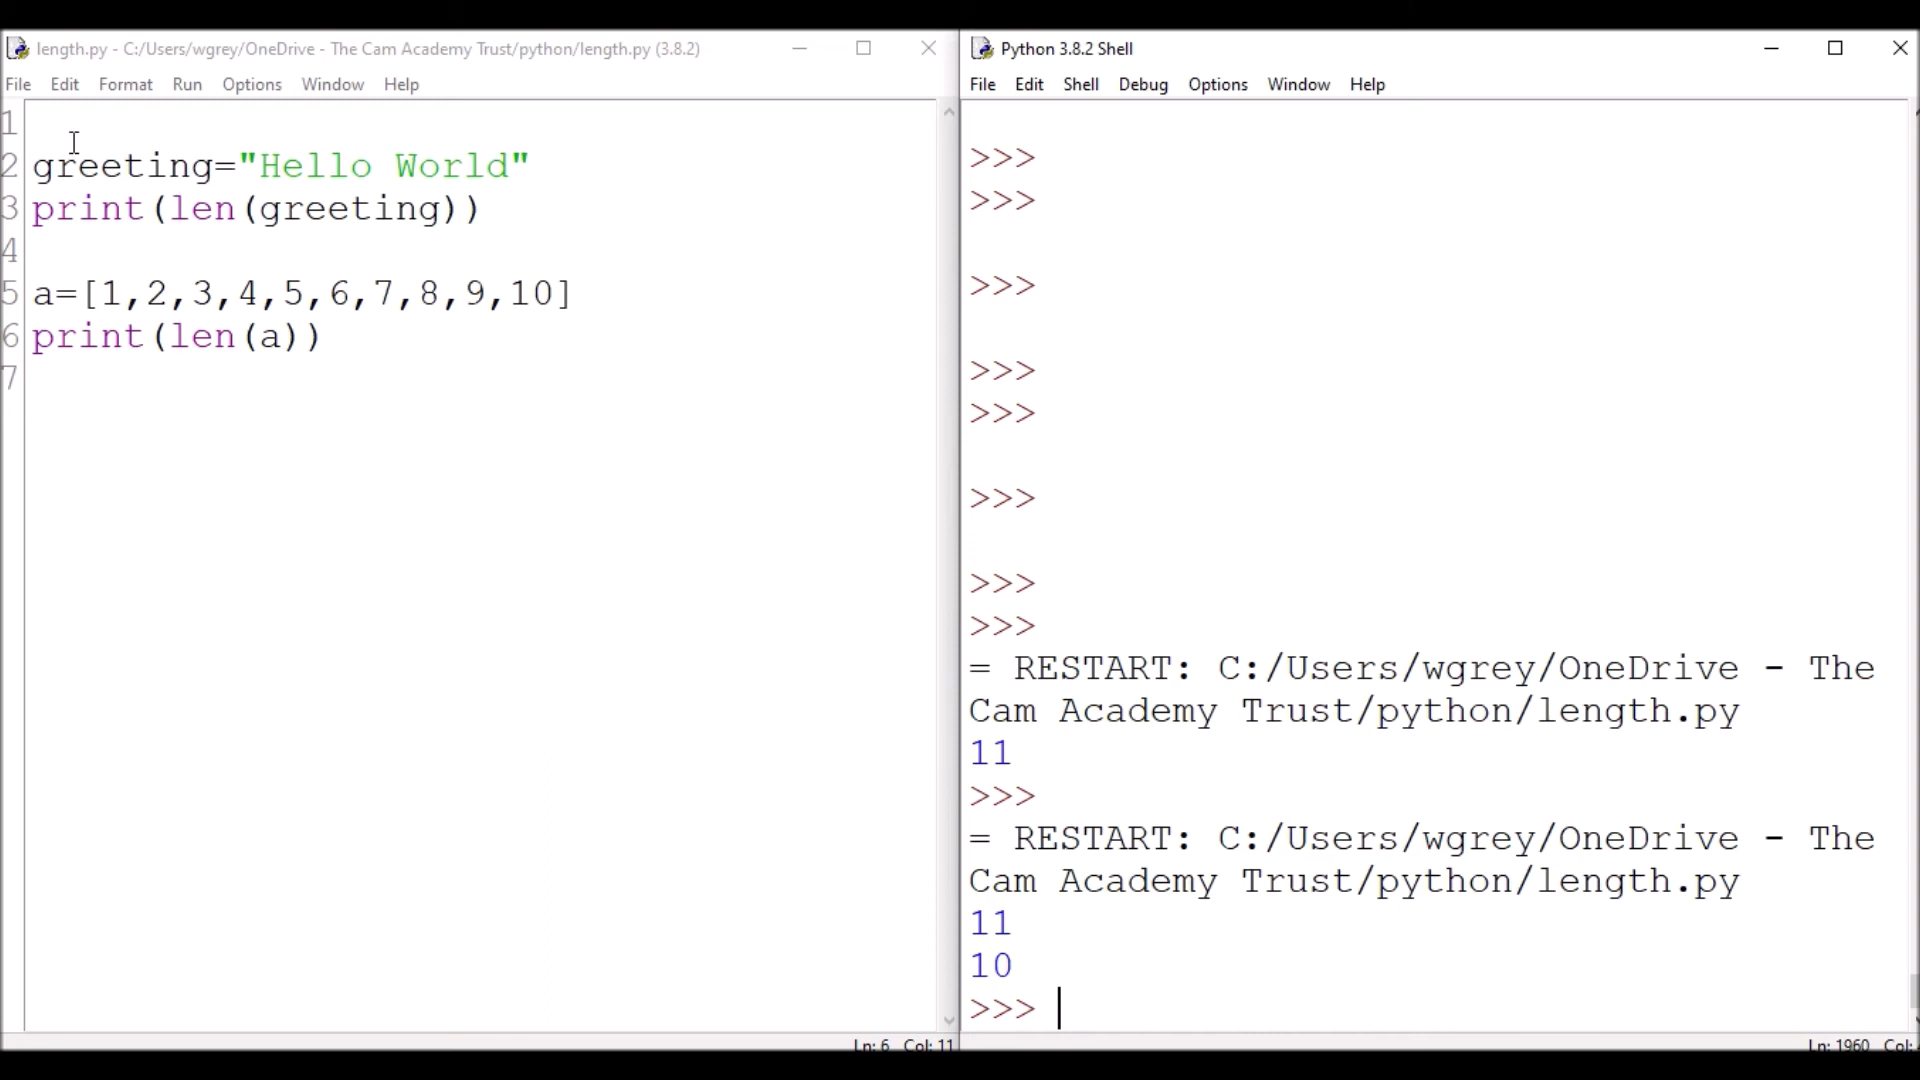 length.py - C:/Users/wgrey/OneDrive - The Cam Academy Trust/python/length.py (3.8.2)
File Edit Format Run Options Window Help
1
2 greeting="Hello World"
3 print(len(greeting))
4
5 a=[1,2,3,4,5,6,7,8,9,10]
6 print(len(a))
7
Ln: 6 Col: 11
Python 3.8.2 Shell
File Edit Shell Debug Options Window Help
>>>
>>>
>>>
>>>
>>>
>>>
>>>
>>>
= RESTART: C:/Users/wgrey/OneDrive - The
Cam Academy Trust/python/length.py
11
>>>
= RESTART: C:/Users/wgrey/OneDrive - The
Cam Academy Trust/python/length.py
11
10
>>>
Ln: 1960 Col: